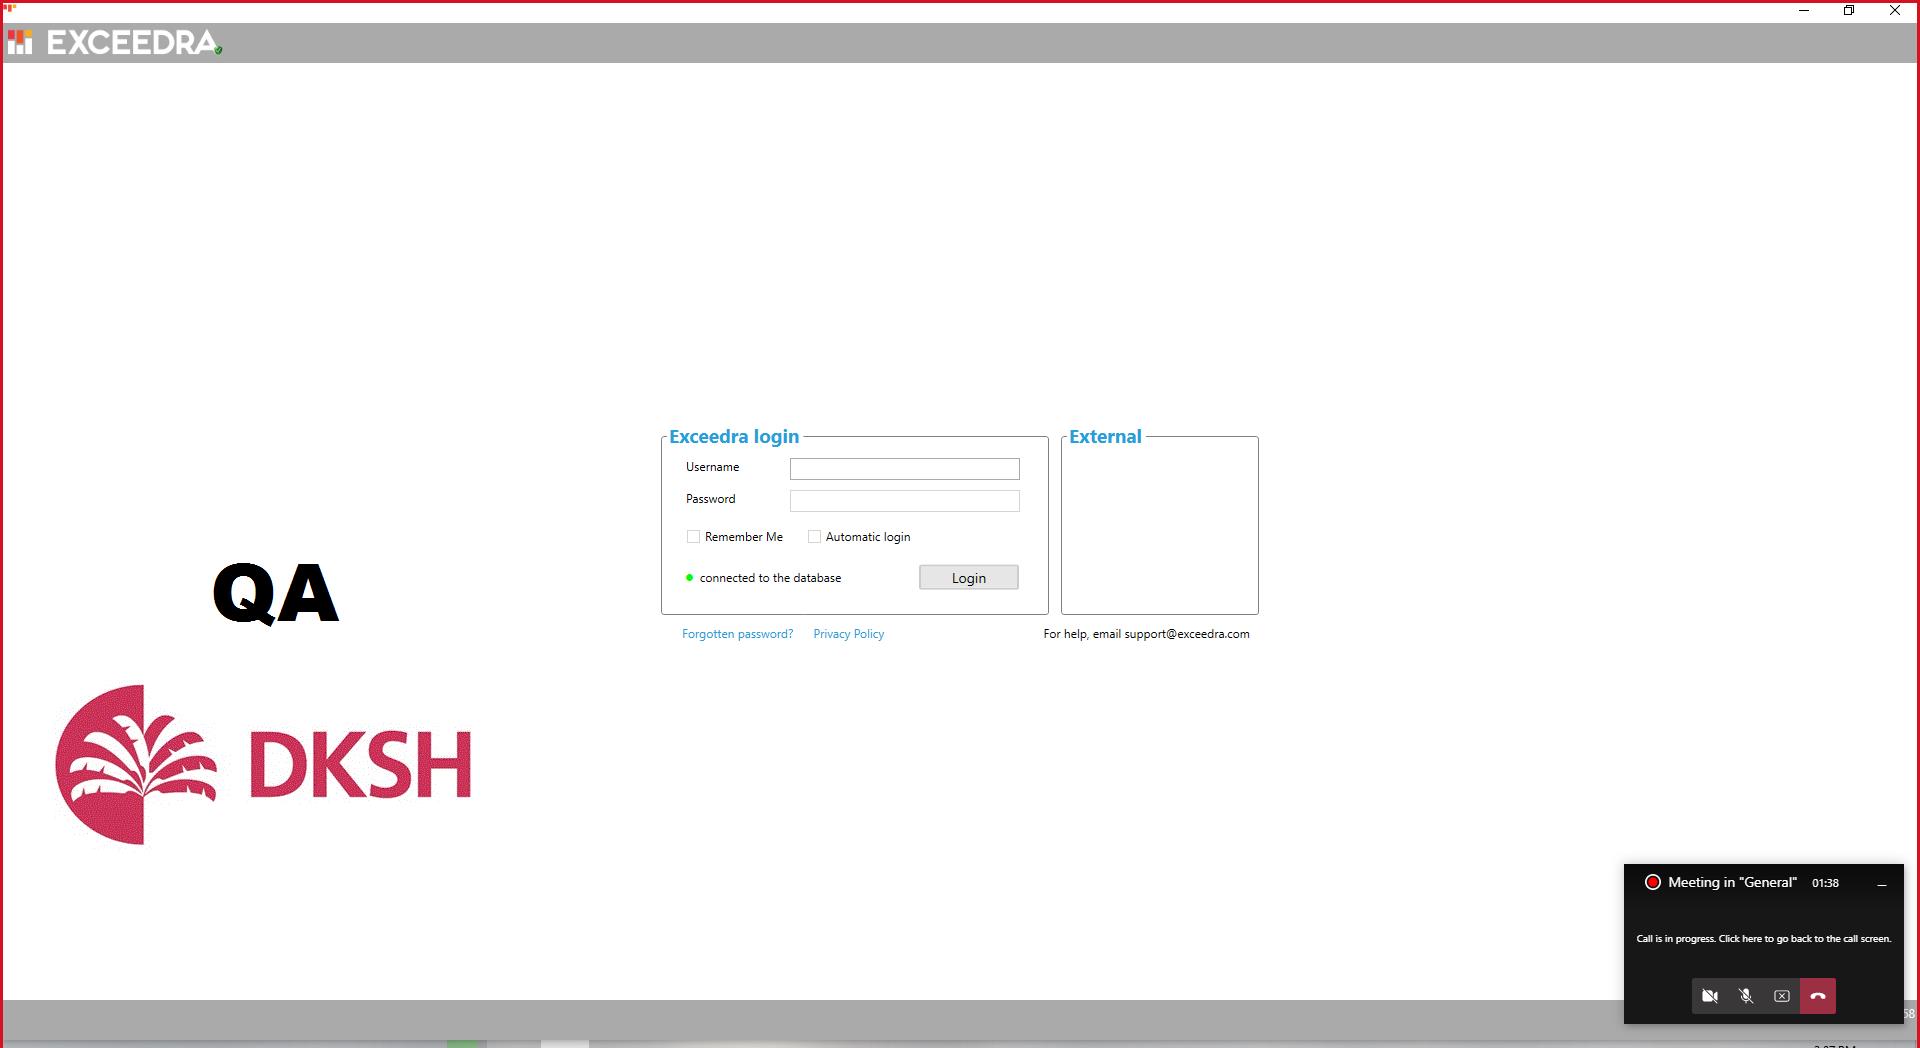 EXCEEDRA
Exceedra login
External
Username
Password
Remember Me
Automatic login
connected to the database
Login
Forgotten password?
Privacy Policy
For help, email support@exceedra.com
QA
DKSH
Meeting in "General"
01:38
Call is in progress. Click here to go back to the call screen.
58